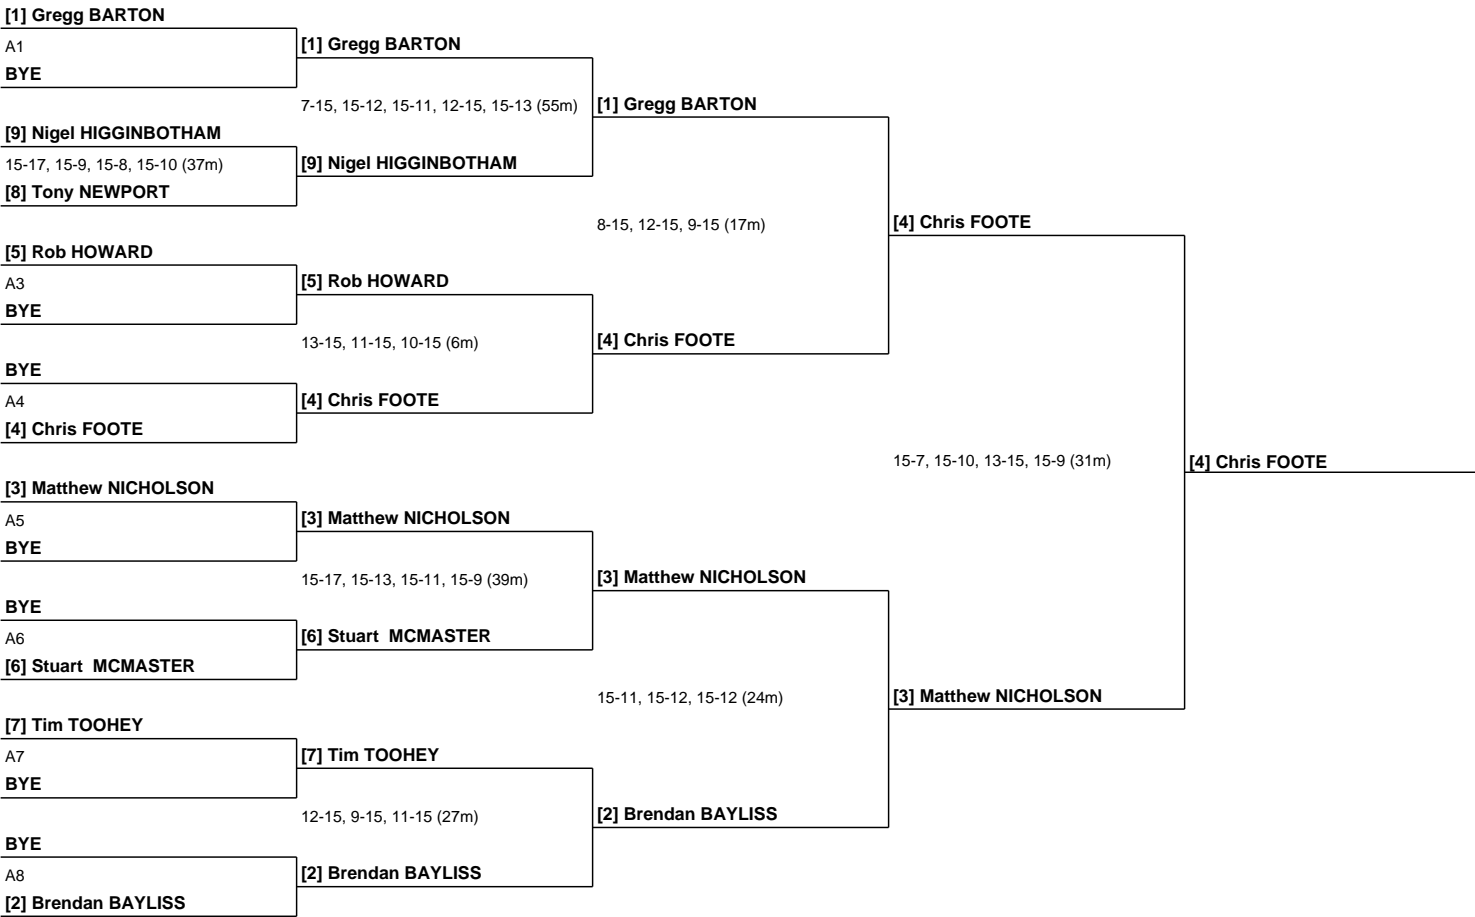 [1] Gregg BARTON
A1
BYE
[9] Nigel HIGGINBOTHAM
15-17, 15-9, 15-8, 15-10 (37m)
[8] Tony NEWPORT
[5] Rob HOWARD
A3
BYE
BYE
A4
[4] Chris FOOTE
[3] Matthew NICHOLSON
A5
BYE
BYE
A6
[6] Stuart  MCMASTER
[7] Tim TOOHEY
A7
BYE
BYE
A8
[2] Brendan BAYLISS
[1] Gregg BARTON
7-15, 15-12, 15-11, 12-15, 15-13 (55m)
[9] Nigel HIGGINBOTHAM
[5] Rob HOWARD
13-15, 11-15, 10-15 (6m)
[4] Chris FOOTE
[3] Matthew NICHOLSON
15-17, 15-13, 15-11, 15-9 (39m)
[6] Stuart  MCMASTER
[7] Tim TOOHEY
12-15, 9-15, 11-15 (27m)
[2] Brendan BAYLISS
[1] Gregg BARTON
8-15, 12-15, 9-15 (17m)
[4] Chris FOOTE
[3] Matthew NICHOLSON
15-11, 15-12, 15-12 (24m)
[2] Brendan BAYLISS
[4] Chris FOOTE
15-7, 15-10, 13-15, 15-9 (31m)
[3] Matthew NICHOLSON
[4] Chris FOOTE